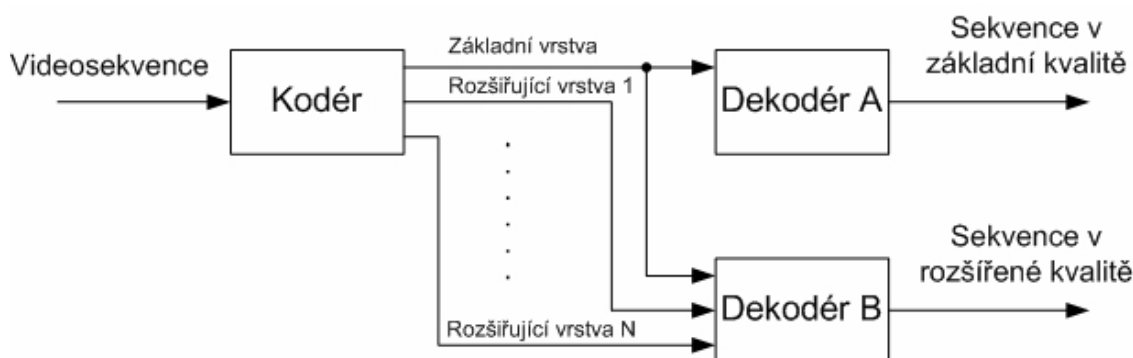 Videosekvence
Kodér
Základní vrstva
Rozšiřující vrstva 1
Rozšiřující vrstva N
Dekodér A
Sekvence v
základní kvalitě
Dekodér B
Sekvence v
rozšířené kvalitě